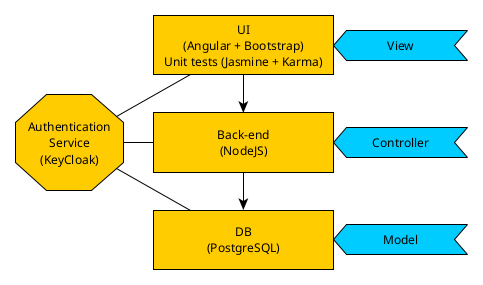 UI
(Angular + Bootstrap)
Unit tests (Jasmine + Karma)
View
Authentication
Service
(KeyCloak)
Back-end
(NodeJS)
Controller
DB
(PostgreSQL)
Model